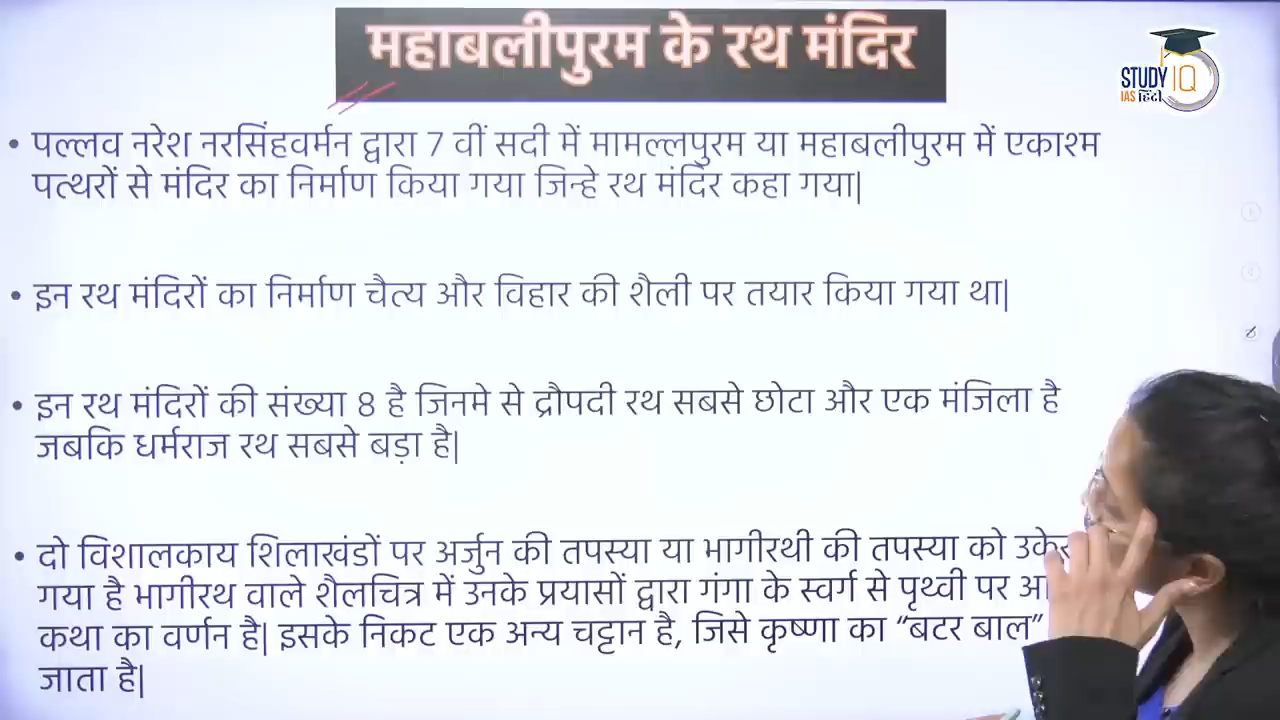 महाबलीपुरम के रथ मंदिर
STUDY IQ
IAS हिंदी
• पल्लव नरेश नरसिंहवर्मन द्वारा 7 वीं सदी में मामल्लपुरम या महाबलीपुरम में एकाश्म
पत्थरों से मंदिर का निर्माण किया गया जिन्हे रथ मंदिर कहा गया|
• इन रथ मंदिरों का निर्माण चैत्य और विहार की शैली पर तयार किया गया था|
• इन रथ मंदिरों की संख्या 8 है जिनमे से द्रौपदी रथ सबसे छोटा और एक मंजिला है
जबकि धर्मराज रथ सबसे बड़ा है|
• दो विशालकाय शिलाखंडों पर अर्जुन की तपस्या या भागीरथी की तपस्या को
गया है भागीरथ वाले शैलचित्र में उनके प्रयासों द्वारा गंगा के स्वर्ग से पृथ्वी पर
कथा का वर्णन है| इसके निकट एक अन्य चट्टान है, जिसे कृष्णा का “बटर बाल”
जाता है|